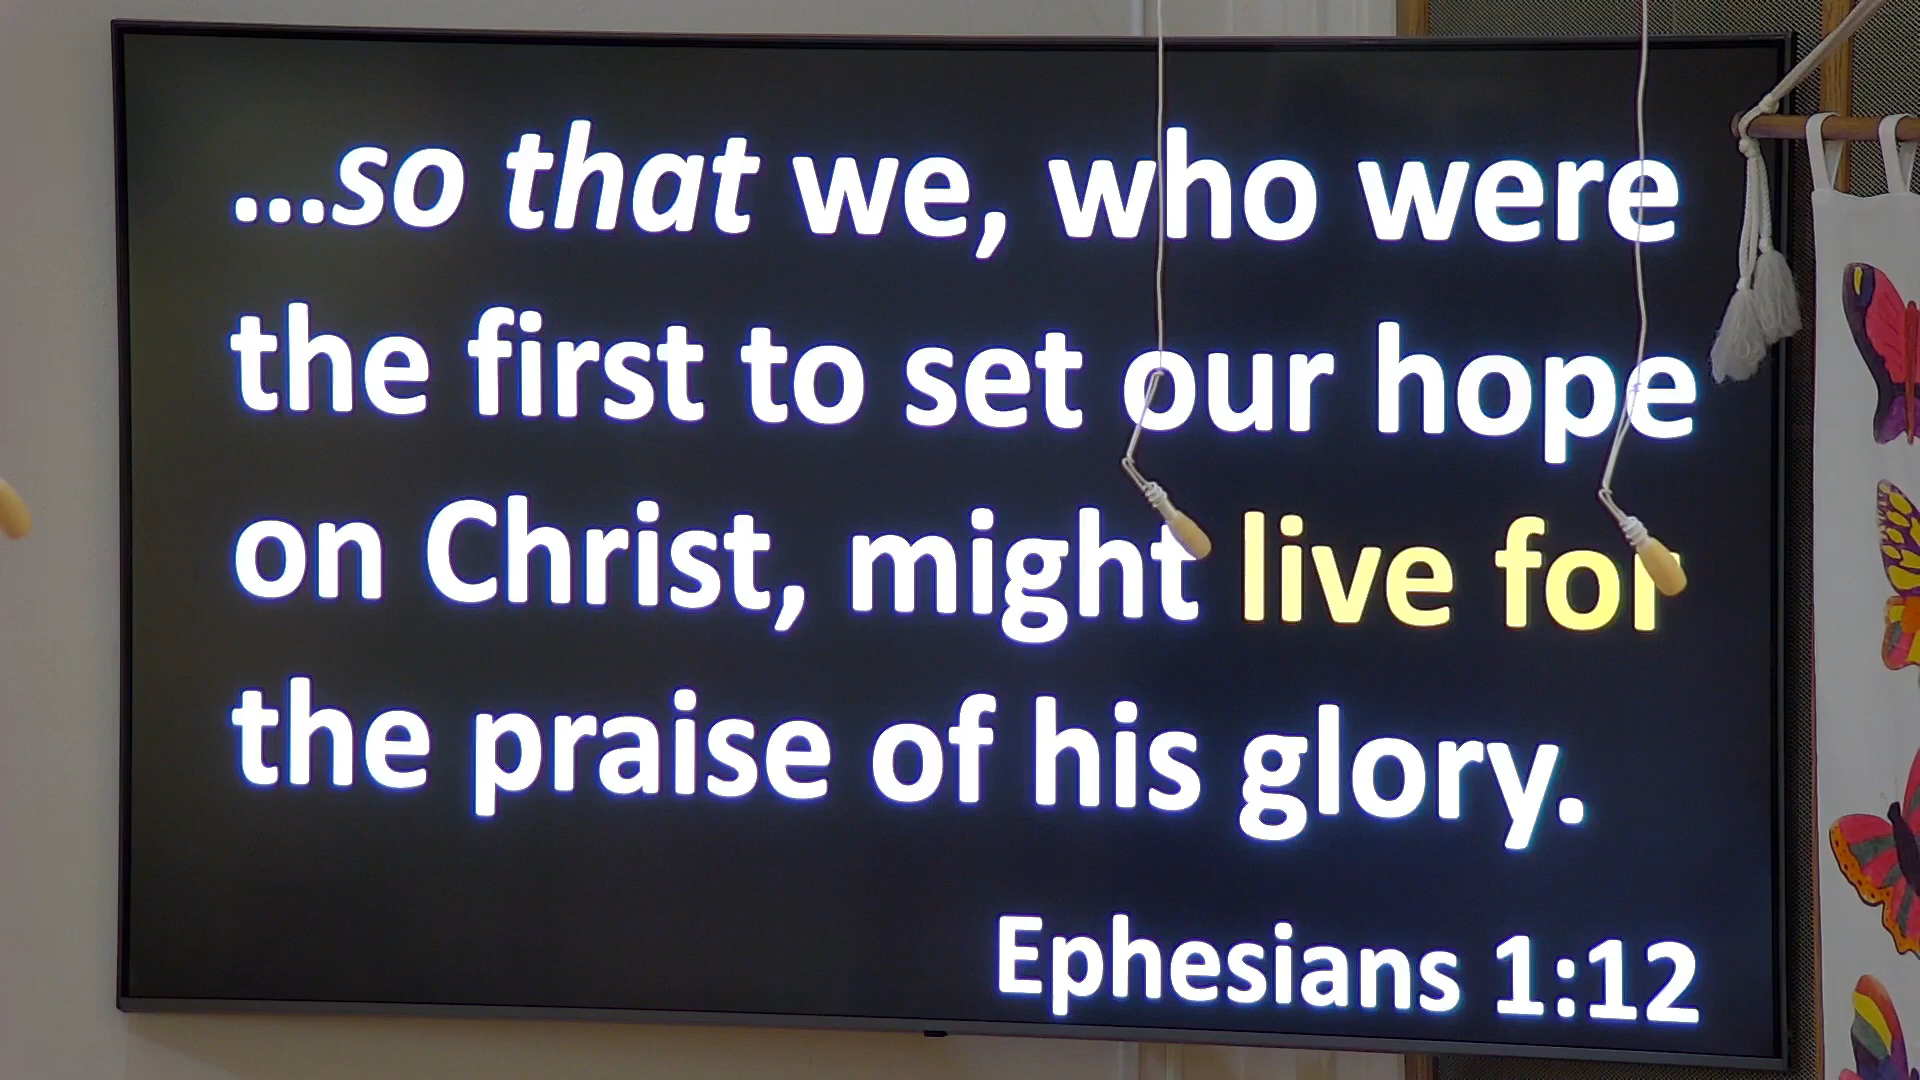 ...so that we, who were
the first to set our hope
on Christ, might live for
the praise of his glory.
Ephesians 1:12